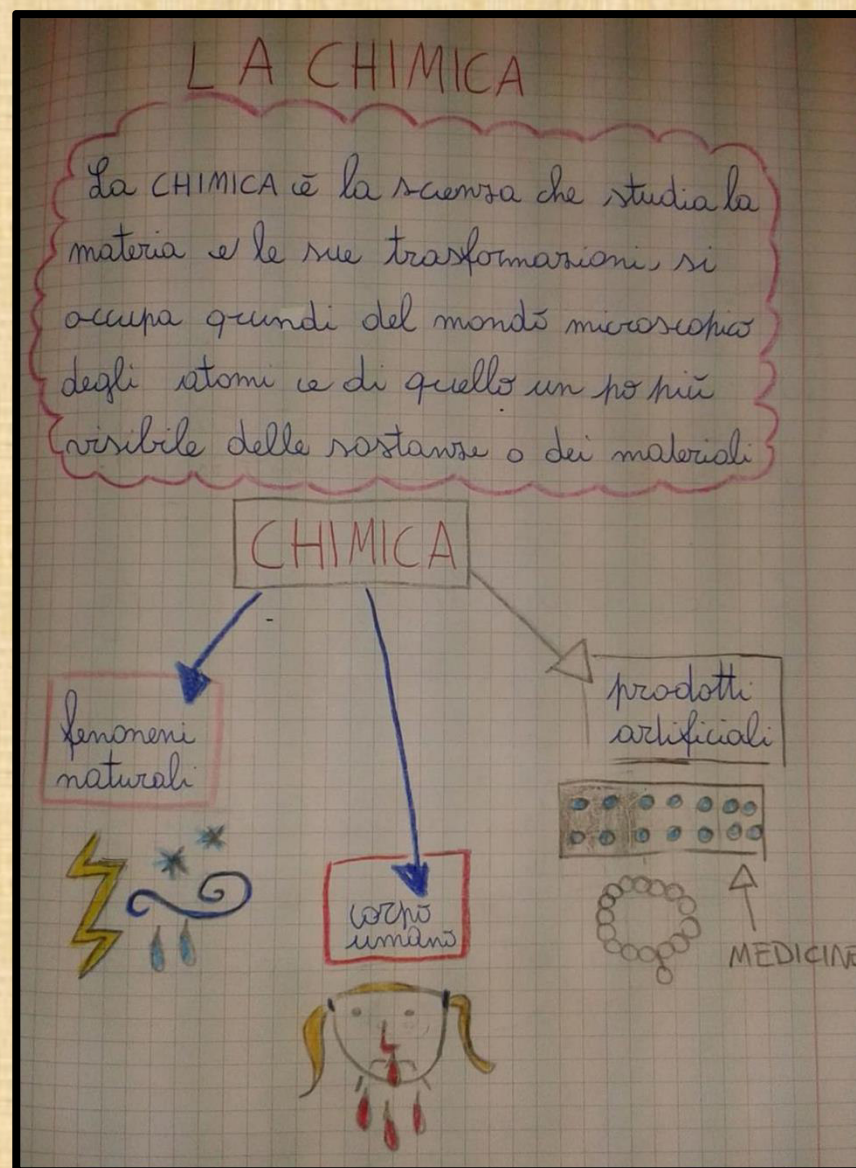 LA CHIMICA
La CHIMICA è la scienza che studia la
materia e le sue trasformazioni, si
occupa quindi del mondo microscopico
degli atomi e di quello un po più
visibile delle sostanze o dei materiali
CHIMICA
fenomeni
naturali
corpo
umano
prodotti
artificiali
MEDICINE